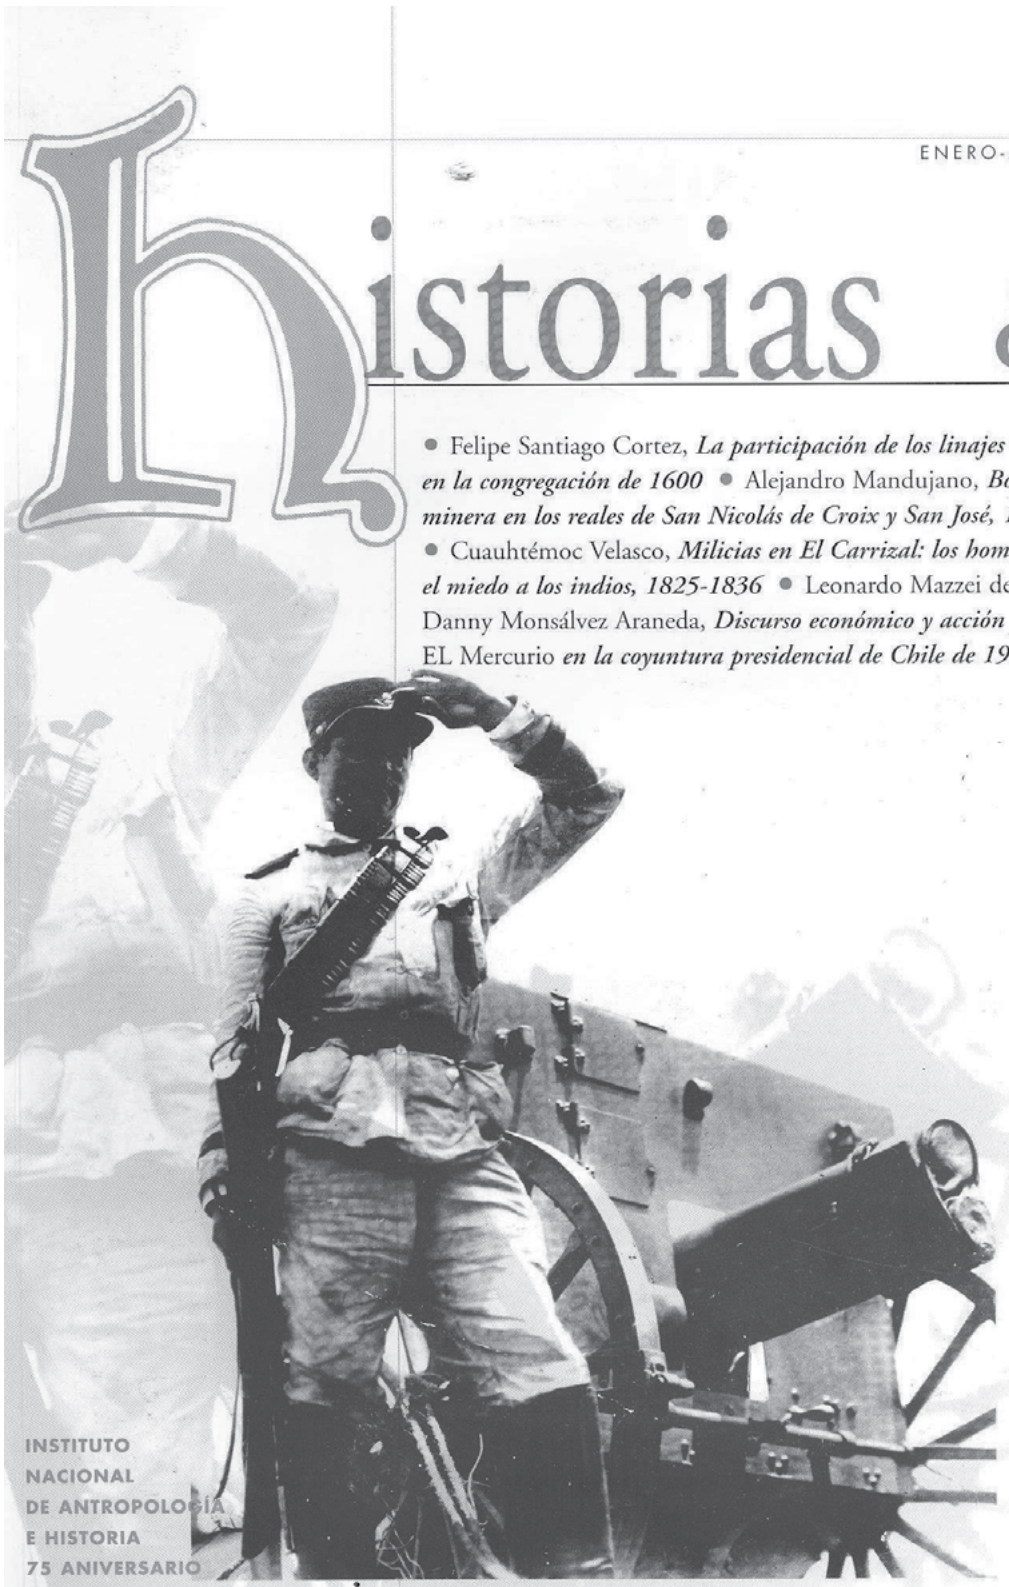 ENERO-
historias
• Felipe Santiago Cortez, La participación de los linajes
en la congregación de 1600 • Alejandro Mandujano,
minera en los reales de San Nicolás de Croix y San José,
• Cuauhtémoc Velasco, Milicias en El Carrizal: los
el miedo a los indios, 1825-1836 • Leonardo Mazzei
Danny Monsálvez Araneda, Discurso económico y acción
EL Mercurio en la coyuntura presidencial de Chile de
INSTITUTO
NACIONAL
DE ANTROPOLOGÍA
E HISTORIA
75 ANIVERSARIO